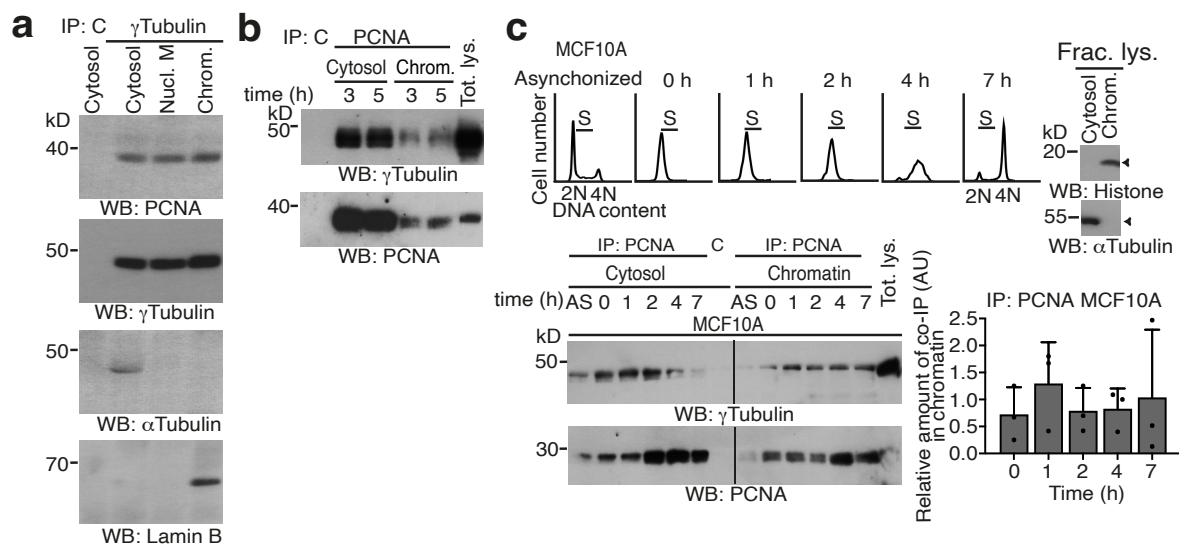 a
IP: C γTubulin
Cytosol
Cytosol
Nucl. M
Chrom.
kD
40
WB: PCNA
50
WB: γTubulin
50
WB: αTubulin
70
WB: Lamin B
b
IP: C PCNA
Cytosol Chrom.
Tot. lys.
time (h) 3 5 3 5
kD
50
WB: γTubulin
40
WB: PCNA
c
MCF10A
Asynchonized 0 h 1 h 2 h 4 h 7 h
S S S S S S
Cell number
2N 4N 2N 4N
DNA content
Frac. lys.
Cytosol
Chrom.
kD
20
WB: Histone
55
WB: αTubulin
IP: PCNA C IP: PCNA
Cytosol Chromatin
Tot. lys.
time (h) AS 0 1 2 4 7 AS 0 1 2 4 7
MCF10A
kD
50
WB: γTubulin
30
WB: PCNA
IP: PCNA MCF10A
Relative amount of co-IP (AU)
in chromatin
2.5
2.0
1.5
1.0
0.5
0.0
0 1 2 4 7
Time (h)